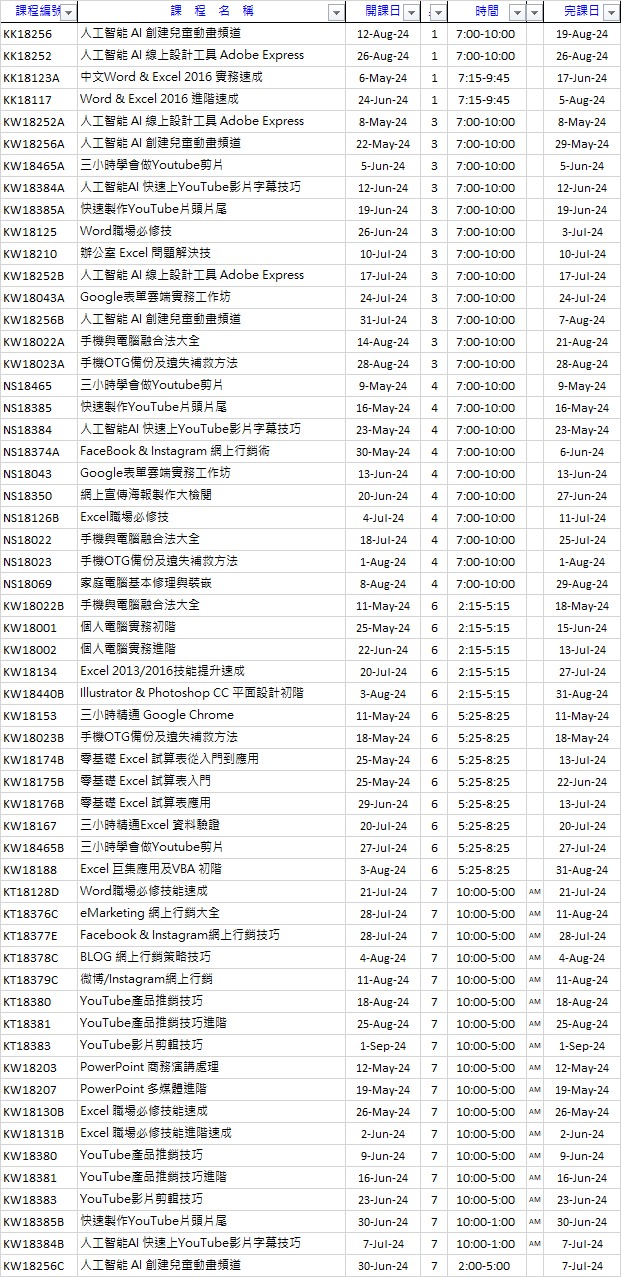 課程編號 課 程 名 稱 開課日 時間 完課日
KK18256 人工智能 AI 創建兒童動畫頻道 12-Aug-24 1 7:00-10:00 19-Aug-24
KK18252 人工智能 AI 線上設計工具 Adobe Express 26-Aug-24 1 7:00-10:00 26-Aug-24
KK18123A 中文Word & Excel 2016 實務速成 6-May-24 1 7:15-9:45 17-Jun-24
KK18117 Word & Excel 2016 進階速成 24-Jun-24 1 7:15-9:45 5-Aug-24
KW18252A 人工智能 AI 線上設計工具 Adobe Express 8-May-24 3 7:00-10:00 8-May-24
KW18256A 人工智能 AI 創建兒童動畫頻道 22-May-24 3 7:00-10:00 29-May-24
KW18465A 三小時學會做Youtube剪片 5-Jun-24 3 7:00-10:00 5-Jun-24
KW18384A 人工智能AI 快速上YouTube影片字幕技巧 12-Jun-24 3 7:00-10:00 12-Jun-24
KW18385A 快速製作YouTube片頭片尾 19-Jun-24 3 7:00-10:00 19-Jun-24
KW18125 Word職場必修技 26-Jun-24 3 7:00-10:00 3-Jul-24
KW18210 辦公室 Excel 問題解決技 10-Jul-24 3 7:00-10:00 10-Jul-24
KW18252B 人工智能 AI 線上設計工具 Adobe Express 17-Jul-24 3 7:00-10:00 17-Jul-24
KW18043A Google表單雲端實務工作坊 24-Jul-24 3 7:00-10:00 24-Jul-24
KW18256B 人工智能 AI 創建兒童動畫頻道 31-Jul-24 3 7:00-10:00 7-Aug-24
KW18022A 手機與電腦融合法大全 14-Aug-24 3 7:00-10:00 21-Aug-24
KW18023A 手機OTG備份及遺失補救方法 28-Aug-24 3 7:00-10:00 28-Aug-24
NS18465 三小時學會做Youtube剪片 9-May-24 4 7:00-10:00 9-May-24
NS18385 快速製作YouTube片頭片尾 16-May-24 4 7:00-10:00 16-May-24
NS18384 人工智能AI 快速上YouTube影片字幕技巧 23-May-24 4 7:00-10:00 23-May-24
NS18374A FaceBook & Instagram 網上行銷術 30-May-24 4 7:00-10:00 6-Jun-24
NS18043 Google表單雲端實務工作坊 13-Jun-24 4 7:00-10:00 13-Jun-24
NS18350 網上宣傳海報製作大檢閱 20-Jun-24 4 7:00-10:00 27-Jun-24
NS18126B Excel職場必修技 4-Jul-24 4 7:00-10:00 11-Jul-24
NS18022 手機與電腦融合法大全 18-Jul-24 4 7:00-10:00 25-Jul-24
NS18023 手機OTG備份及遺失補救方法 1-Aug-24 4 7:00-10:00 1-Aug-24
NS18069 家庭電腦基本修理與裝嵌 8-Aug-24 4 7:00-10:00 29-Aug-24
KW18022B 手機與電腦融合法大全 11-May-24 6 2:15-5:15 18-May-24
KW18001 個人電腦實務初階 25-May-24 6 2:15-5:15 15-Jun-24
KW18002 個人電腦實務進階 22-Jun-24 6 2:15-5:15 13-Jul-24
KW18134 Excel 2013/2016技能提升速成 20-Jul-24 6 2:15-5:15 27-Jul-24
KW18440B Illustrator & Photoshop CC 平面設計初階 3-Aug-24 6 2:15-5:15 31-Aug-24
KW18153 三小時精通 Google Chrome 11-May-24 6 5:25-8:25 11-May-24
KW18023B 手機OTG備份及遺失補救方法 18-May-24 6 5:25-8:25 18-May-24
KW18174B 零基礎 Excel 試算表從入門到應用 25-May-24 6 5:25-8:25 13-Jul-24
KW18175B 零基礎 Excel 試算表入門 25-May-24 6 5:25-8:25 22-Jun-24
KW18176B 零基礎 Excel 試算表應用 29-Jun-24 6 5:25-8:25 13-Jul-24
KW18167 三小時精通Excel 資料驗證 20-Jul-24 6 5:25-8:25 20-Jul-24
KW18465B 三小時學會做Youtube剪片 27-Jul-24 6 5:25-8:25 27-Jul-24
KW18188 Excel 巨集應用及VBA 初階 3-Aug-24 6 5:25-8:25 31-Aug-24
KT18128D Word職場必修技能速成 21-Jul-24 7 10:00-5:00 AM 21-Jul-24
KT18376C eMarketing 網上行銷大全 28-Jul-24 7 10:00-5:00 AM 11-Aug-24
KT18377E Facebook & Instagram網上行銷技巧 28-Jul-24 7 10:00-5:00 AM 28-Jul-24
KT18378C BLOG 網上行銷策略技巧 4-Aug-24 7 10:00-5:00 AM 4-Aug-24
KT18379C 微博/Instagram網上行銷 11-Aug-24 7 10:00-5:00 AM 11-Aug-24
KT18380 YouTube產品推銷技巧 18-Aug-24 7 10:00-5:00 AM 18-Aug-24
KT18381 YouTube產品推銷技巧進階 25-Aug-24 7 10:00-5:00 AM 25-Aug-24
KT18383 YouTube影片剪輯技巧 1-Sep-24 7 10:00-5:00 AM 1-Sep-24
KW18203 PowerPoint 商務演講處理 12-May-24 7 10:00-5:00 AM 12-May-24
KW18207 PowerPoint 多媒體進階 19-May-24 7 10:00-5:00 AM 19-May-24
KW18130B Excel 職場必修技能速成 26-May-24 7 10:00-5:00 AM 26-May-24
KW18131B Excel 職場必修技能進階速成 2-Jun-24 7 10:00-5:00 AM 2-Jun-24
KW18380 YouTube產品推銷技巧 9-Jun-24 7 10:00-5:00 AM 9-Jun-24
KW18381 YouTube產品推銷技巧進階 16-Jun-24 7 10:00-5:00 AM 16-Jun-24
KW18383 YouTube影片剪輯技巧 23-Jun-24 7 10:00-5:00 AM 23-Jun-24
KW18385B 快速製作YouTube片頭片尾 30-Jun-24 7 10:00-1:00 AM 30-Jun-24
KW18384B 人工智能AI 快速上YouTube影片字幕技巧 7-Jul-24 7 10:00-1:00 AM 7-Jul-24
KW18256C 人工智能 AI 創建兒童動畫頻道 30-Jun-24 7 2:00-5:00 7-Jul-24